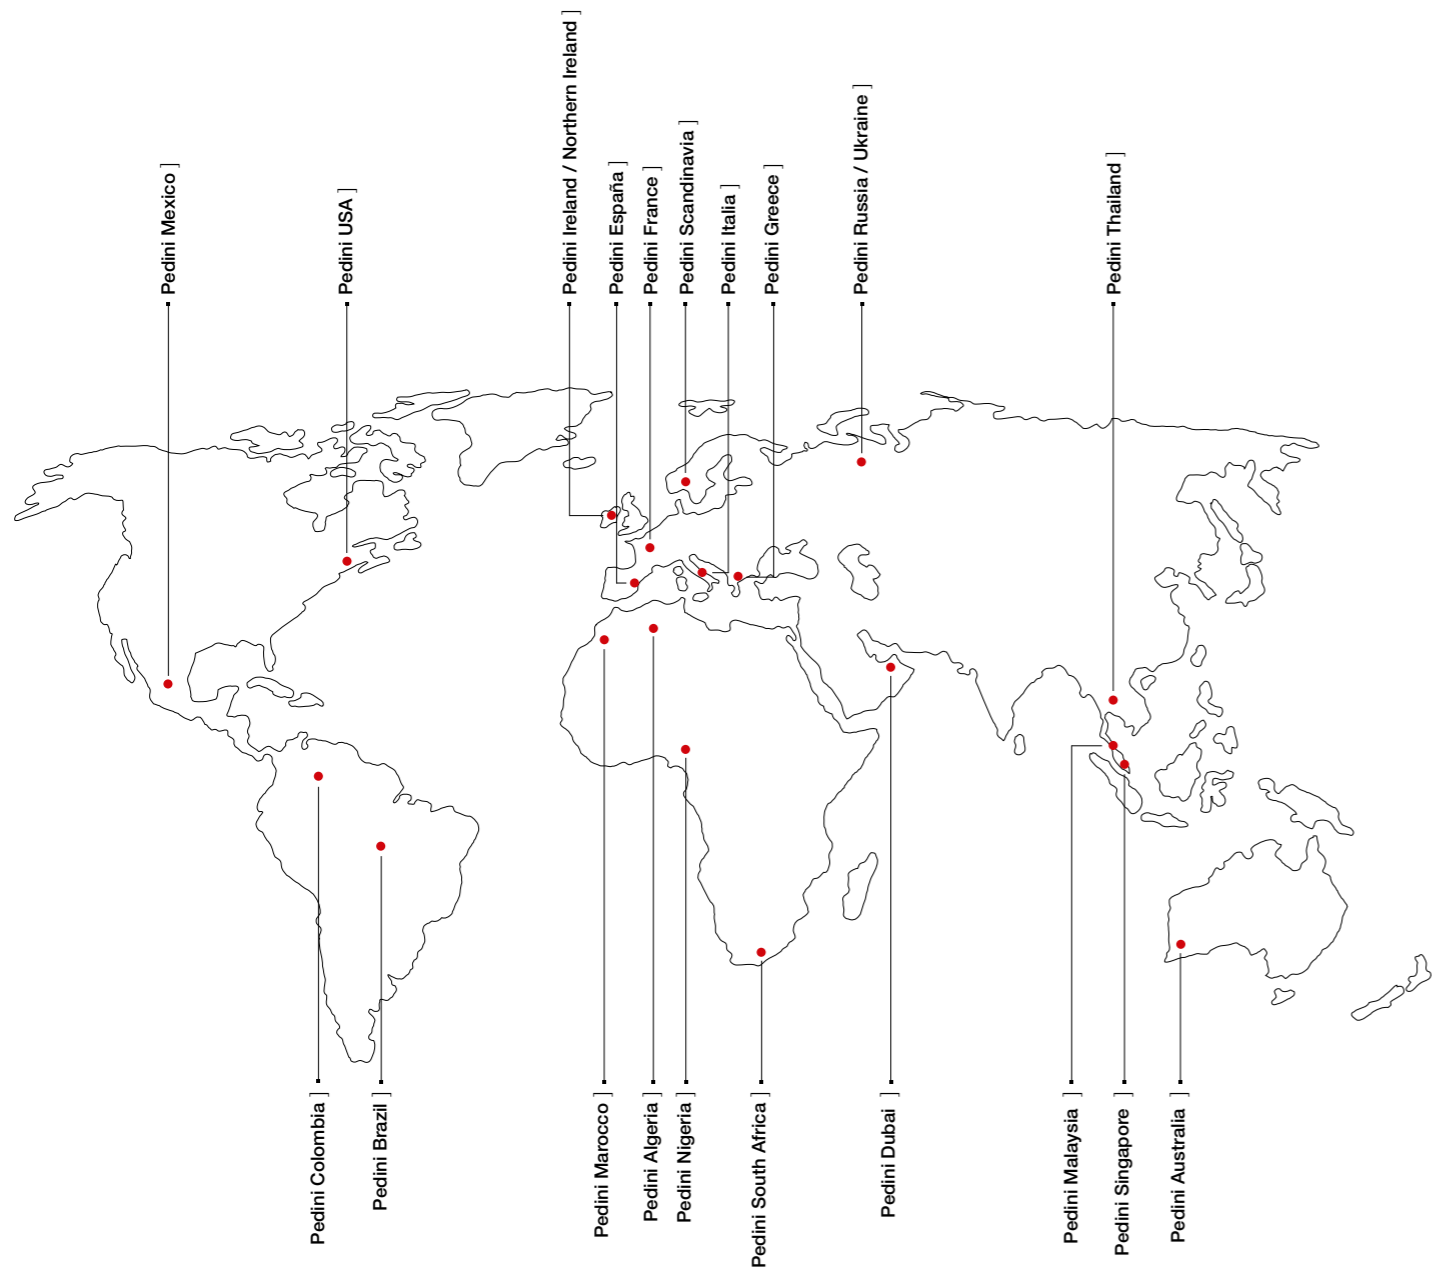 Pedini Mexico ]
Pedini USA ]
Pedini Ireland / Northern Ireland ]
Pedini España ]
Pedini France ]
Pedini Scandinavia ]
Pedini Italia ]
Pedini Greece ]
Pedini Russia / Ukraine ]
Pedini Thailand ]
Pedini Colombia ]
Pedini Brazil ]
Pedini Marocco ]
Pedini Algeria ]
Pedini Nigeria ]
Pedini South Africa ]
Pedini Dubai ]
Pedini Malaysia ]
Pedini Singapore ]
Pedini Australia ]